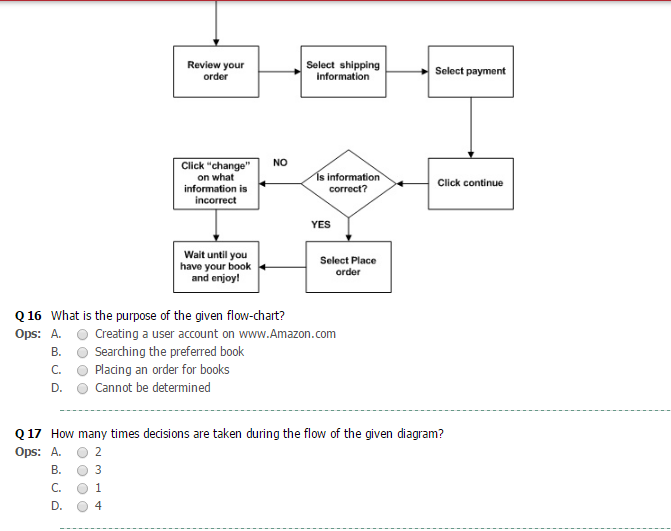 Review your
order
Select shipping
information
Select payment
Click "change"
on what
information is
incorrect
NO
Is information
correct?
Click continue
YES
Wait until you
have your book
and enjoy!
Select Place
order
Q 16 What is the purpose of the given flow-chart?
Ops: A. Creating a user account on www.Amazon.com
B. Searching the preferred book
C. Placing an order for books
D. Cannot be determined
Q 17 How many times decisions are taken during the flow of the given diagram?
Ops: A. 2
B. 3
C. 1
D. 4